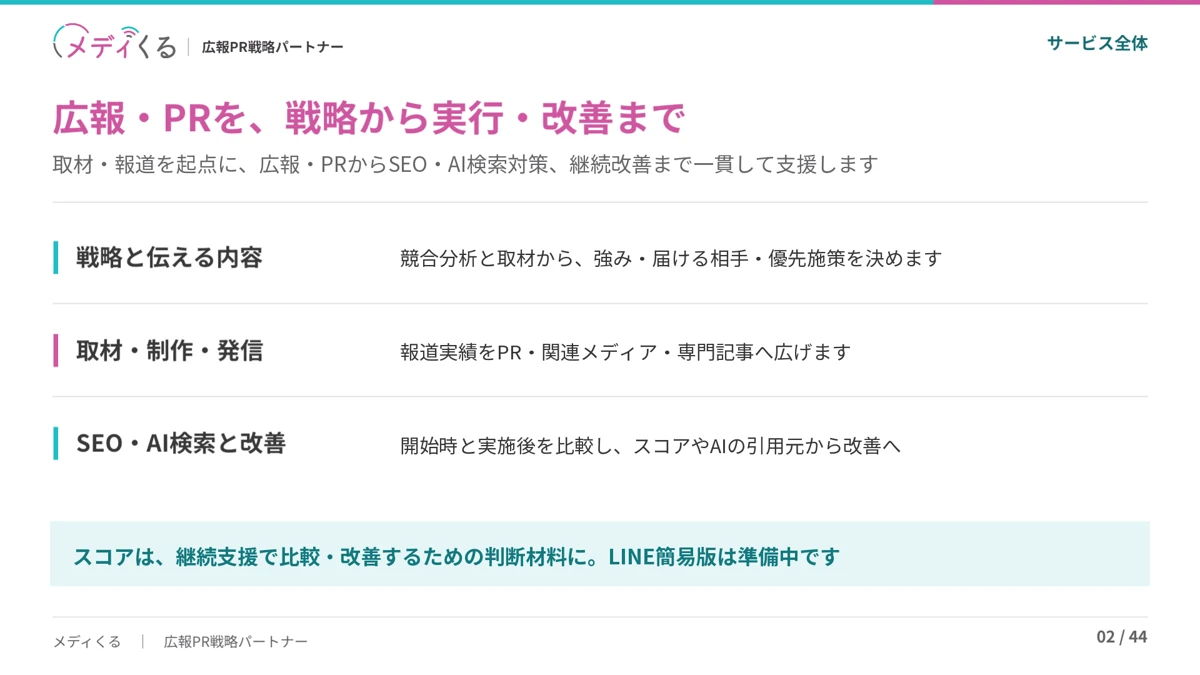 メディくる | 広報PR戦略パートナー
サービス全体
広報・PRを、戦略から実行・改善まで
取材・報道を起点に、広報・PRからSEO・AI検索対策、継続改善まで一貫して支援します
戦略と伝える内容
競合分析と取材から、強み・届ける相手・優先施策を決めます
取材・制作・発信
報道実績をPR・関連メディア・専門記事へ広げます
SEO・AI検索と改善
開始時と実施後を比較し、スコアやAIの引用元から改善へ
スコアは、継続支援で比較・改善するための判断材料に。LINE簡易版は準備中です
メディくる | 広報PR戦略パートナー
02 / 44